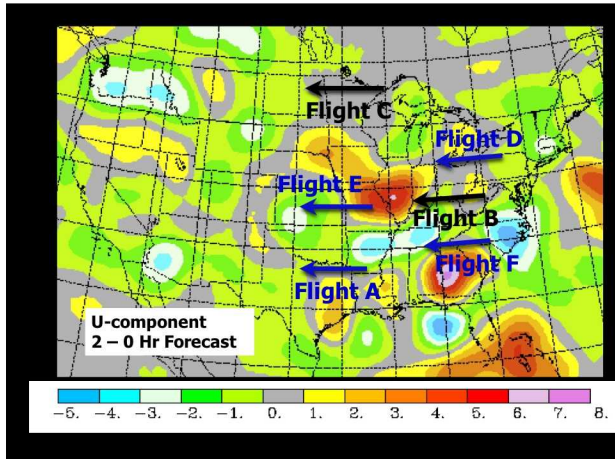 Flight C
Flight D
Flight E
Flight B
Flight F
Flight A
U-component
2 – 0 Hr Forecast
-5. -4. -3. -2. -1. 0. 1. 2. 3. 4. 5. 6. 7. 8.